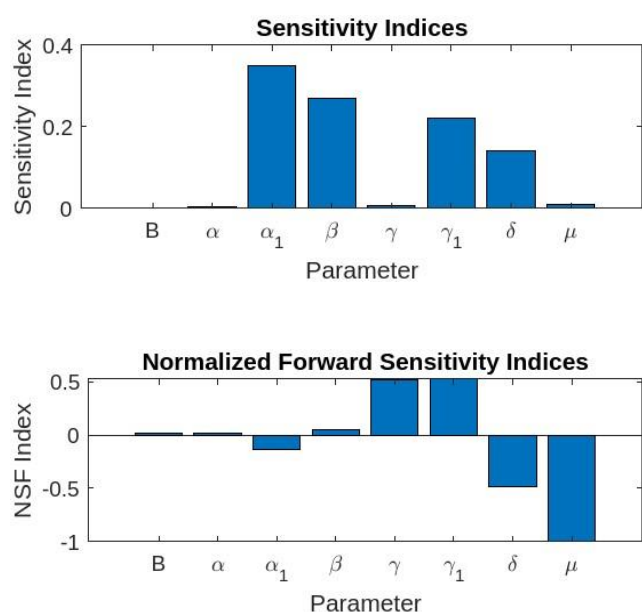 Sensitivity Indices
Sensitivity Index
0.4
0.2
0
B α α₁ β γ γ₁ δ μ
Parameter
Normalized Forward Sensitivity Indices
NSF Index
0.5
0
-0.5
-1
B α α₁ β γ γ₁ δ μ
Parameter